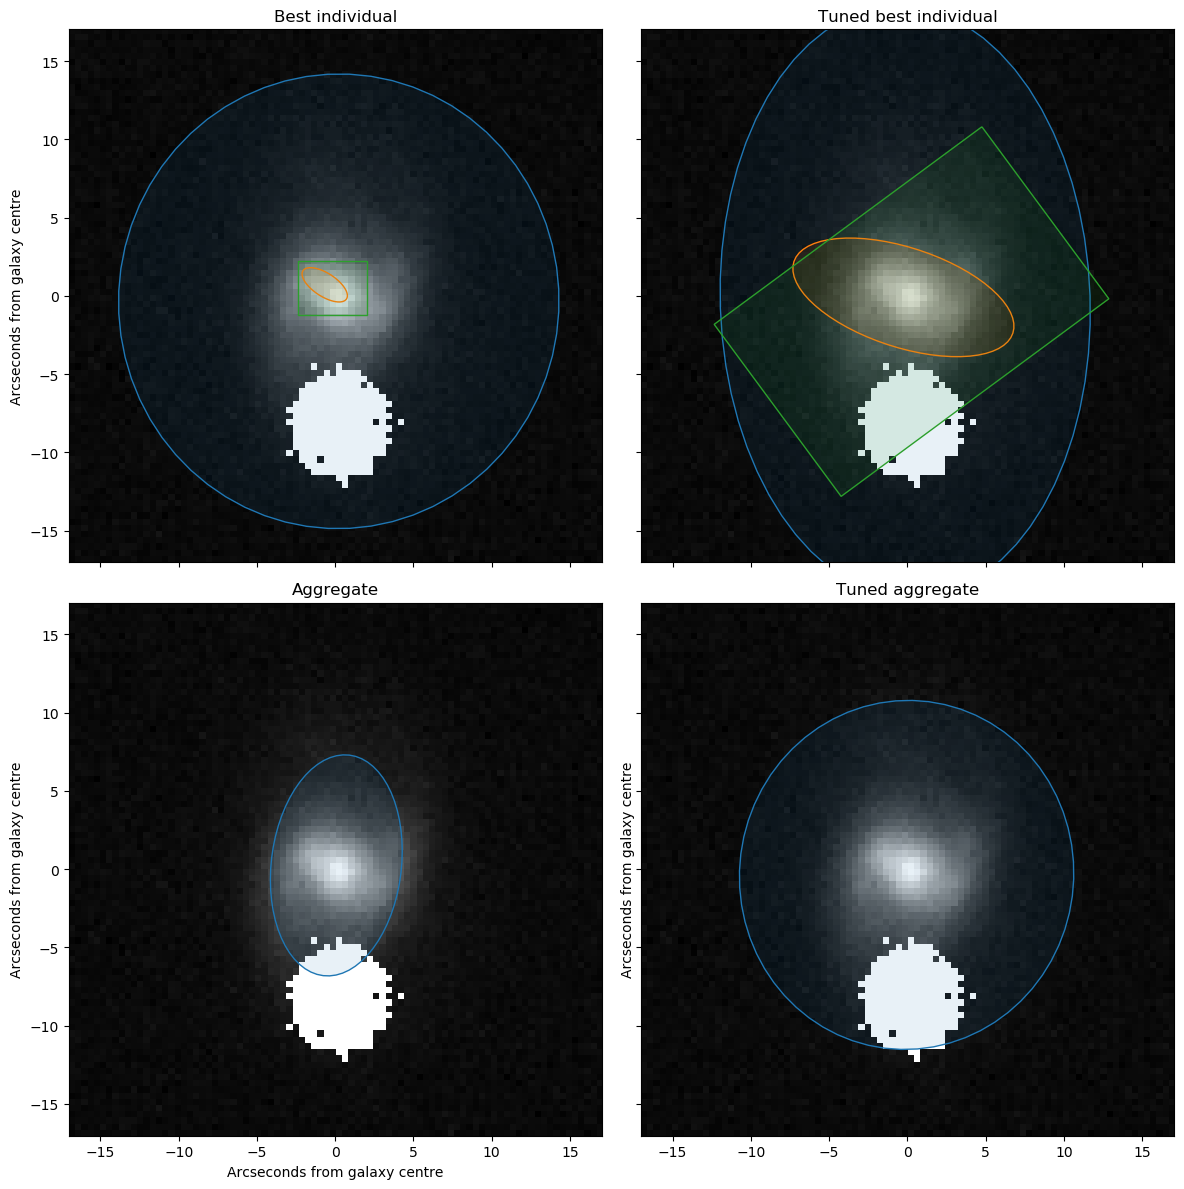 Best individual
Tuned best individual
15
10
5
0
−5
−10
−15
Arcseconds from galaxy centre
Aggregate
Tuned aggregate
15
10
5
0
−5
−10
−15
Arcseconds from galaxy centre
Arcseconds from galaxy centre
−15 −10 −5 0 5 10 15
−15 −10 −5 0 5 10 15
Arcseconds from galaxy centre